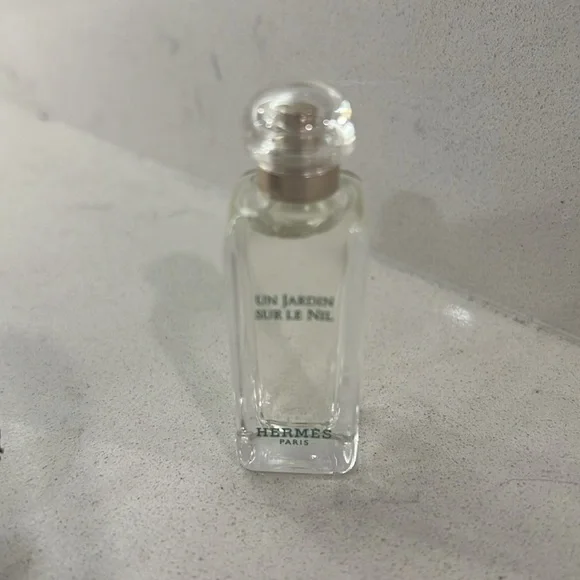 UN JARDIN
SUR LE NIL
HERMÈS
PARIS